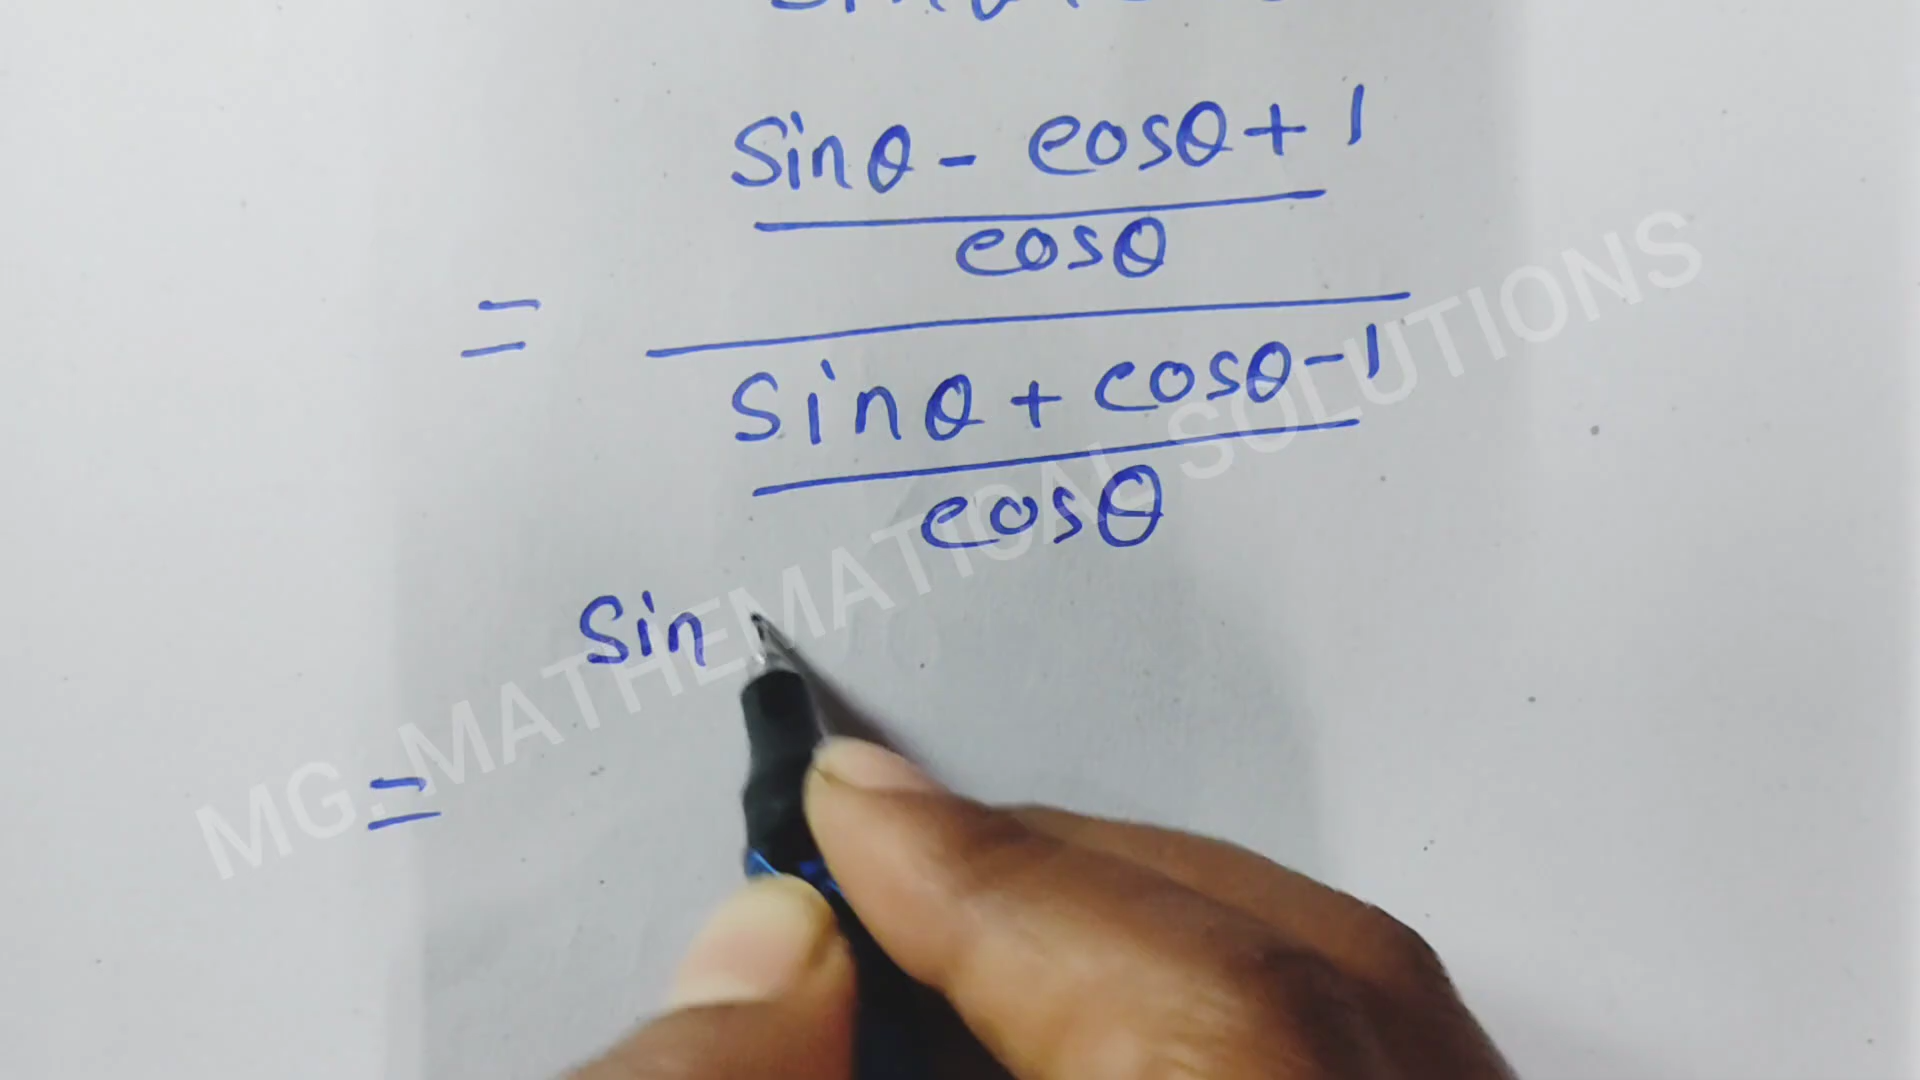 sinθ - cosθ + 1
cosθ
=
sinθ + cosθ - 1
cosθ
sin
=
MG. MATHEMATICAL SOLUTIONS